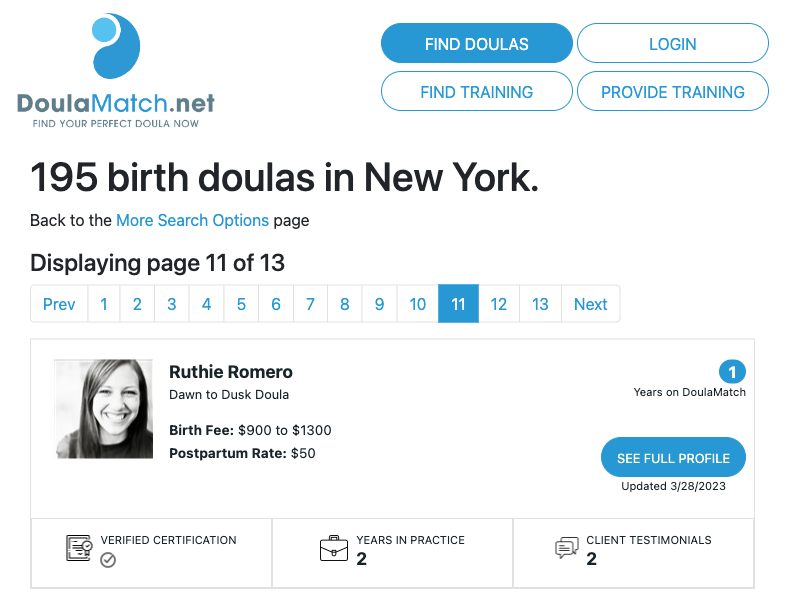 DoulaMatch.net
FIND YOUR PERFECT DOULA NOW
FIND DOULAS
LOGIN
FIND TRAINING
PROVIDE TRAINING
195 birth doulas in New York.
Back to the More Search Options page
Displaying page 11 of 13
Prev 1 2 3 4 5 6 7 8 9 10 11 12 13 Next
Ruthie Romero
Dawn to Dusk Doula
Birth Fee: $900 to $1300
Postpartum Rate: $50
1
Years on DoulaMatch
SEE FULL PROFILE
Updated 3/28/2023
VERIFIED CERTIFICATION
YEARS IN PRACTICE
2
CLIENT TESTIMONIALS
2